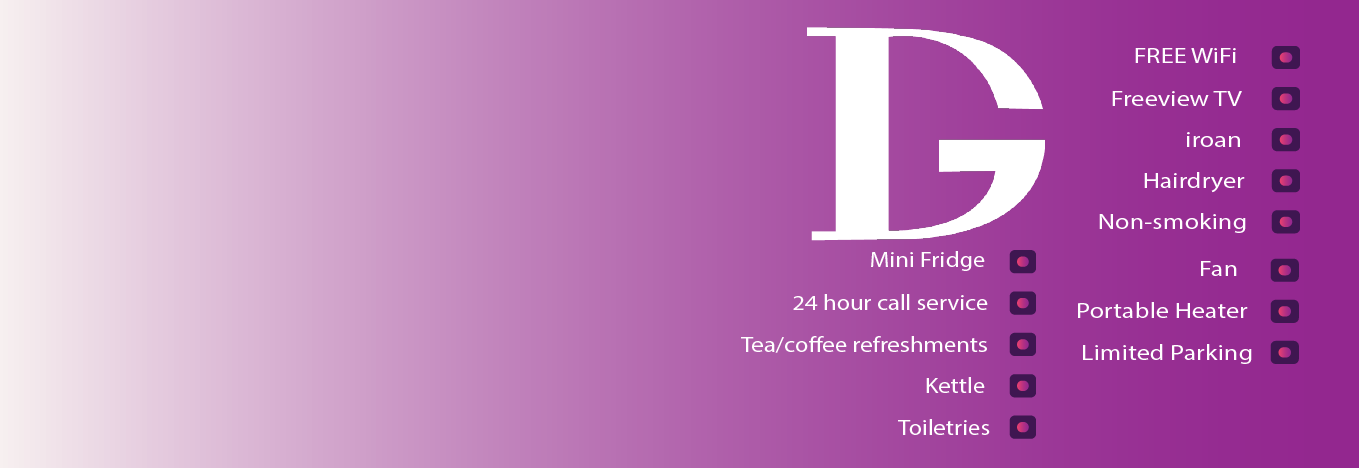 DG
FREE WiFi
Freeview TV
iroan
Hairdryer
Non-smoking
Fan
Portable Heater
Limited Parking
Mini Fridge
24 hour call service
Tea/coffee refreshments
Kettle
Toiletries